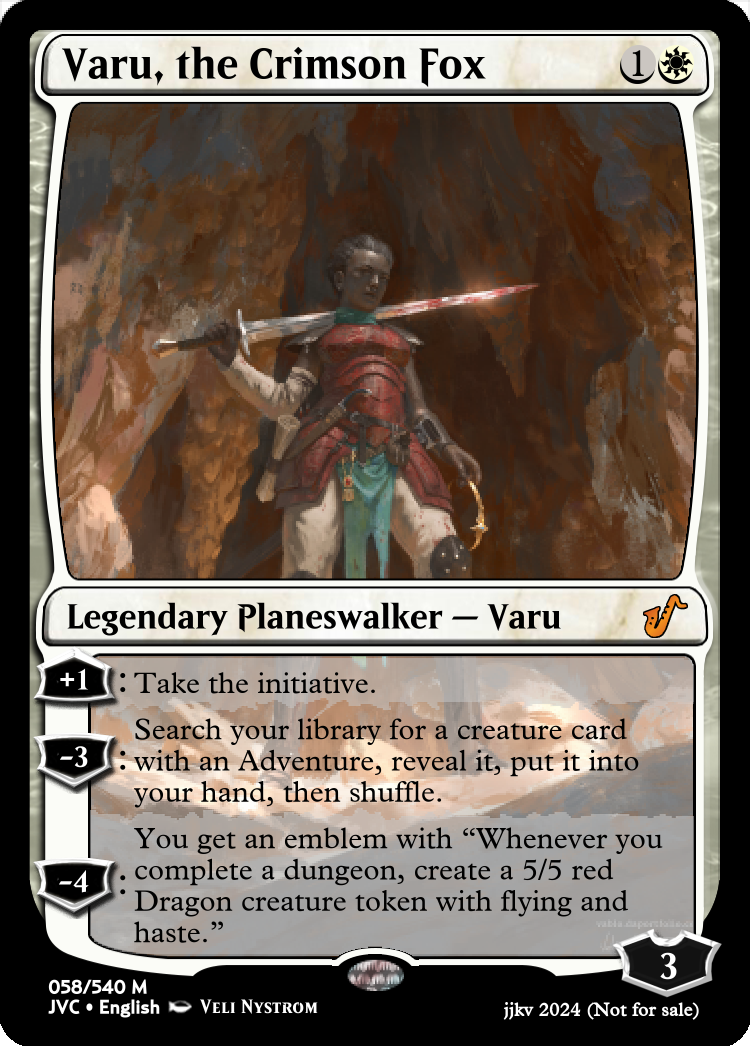 Varu, the Crimson Fox 1
Legendary Planeswalker — Varu
+1: Take the initiative.
Search your library for a creature card
−3: with an Adventure, reveal it, put it into
your hand, then shuffle.
You get an emblem with “Whenever you
−4: complete a dungeon, create a 5/5 red
Dragon creature token with flying and
haste.”
3
058/540 M
JVC • English VELI NYSTROM
jjkv 2024 (Not for sale)